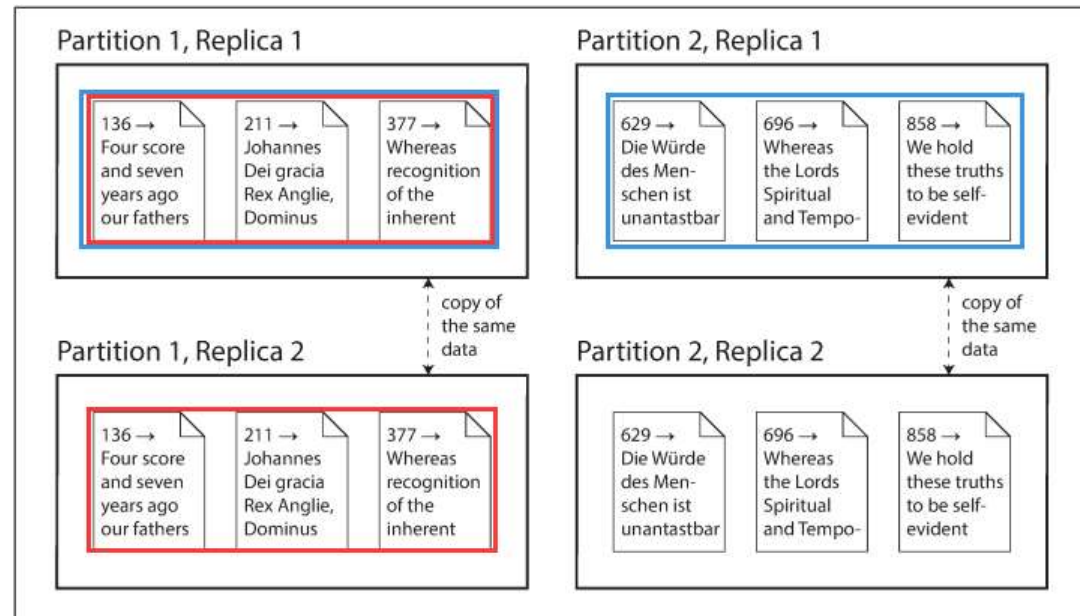 Partition 1, Replica 1
136 →
Four score
and seven
years ago
our fathers
211 →
Johannes
Dei gracia
Rex Anglie,
Dominus
377 →
Whereas
recognition
of the
inherent
Partition 2, Replica 1
629 →
Die Würde
des Men-
schen ist
unantastbar
696 →
Whereas
the Lords
Spiritual
and Tempo-
858 →
We hold
these truths
to be self-
evident
copy of
the same
data
copy of
the same
data
Partition 1, Replica 2
136 →
Four score
and seven
years ago
our fathers
211 →
Johannes
Dei gracia
Rex Anglie,
Dominus
377 →
Whereas
recognition
of the
inherent
Partition 2, Replica 2
629 →
Die Würde
des Men-
schen ist
unantastbar
696 →
Whereas
the Lords
Spiritual
and Tempo-
858 →
We hold
these truths
to be self-
evident